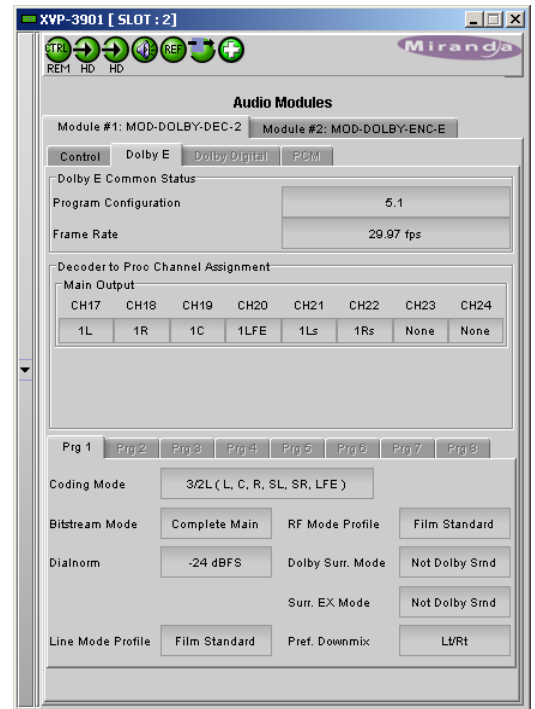 XVP-3901 [ SLOT : 2]
CTRL REF
Miranda
REM HD HD
Audio Modules
Module #1: MOD-DOLBY-DEC-2 Module #2: MOD-DOLBY-ENC-E
Control Dolby E Dolby Digital PCM
Dolby E Common Status
Program Configuration 5.1
Frame Rate 29.97 fps
Decoder to Proc Channel Assignment
Main Output
CH17 CH18 CH19 CH20 CH21 CH22 CH23 CH24
1L 1R 1C 1LFE 1Ls 1Rs None None
Prg 1 Prg 2 Prg 3 Prg 4 Prg 5 Prg 6 Prg 7 Prg 8
Coding Mode 3/2L ( L, C, R, SL, SR, LFE )
Bitstream Mode Complete Main RF Mode Profile Film Standard
Dialnorm -24 dBFS Dolby Surr. Mode Not Dolby Srnd
Surr. EX Mode Not Dolby Srnd
Line Mode Profile Film Standard Pref. Downmix Lt/Rt